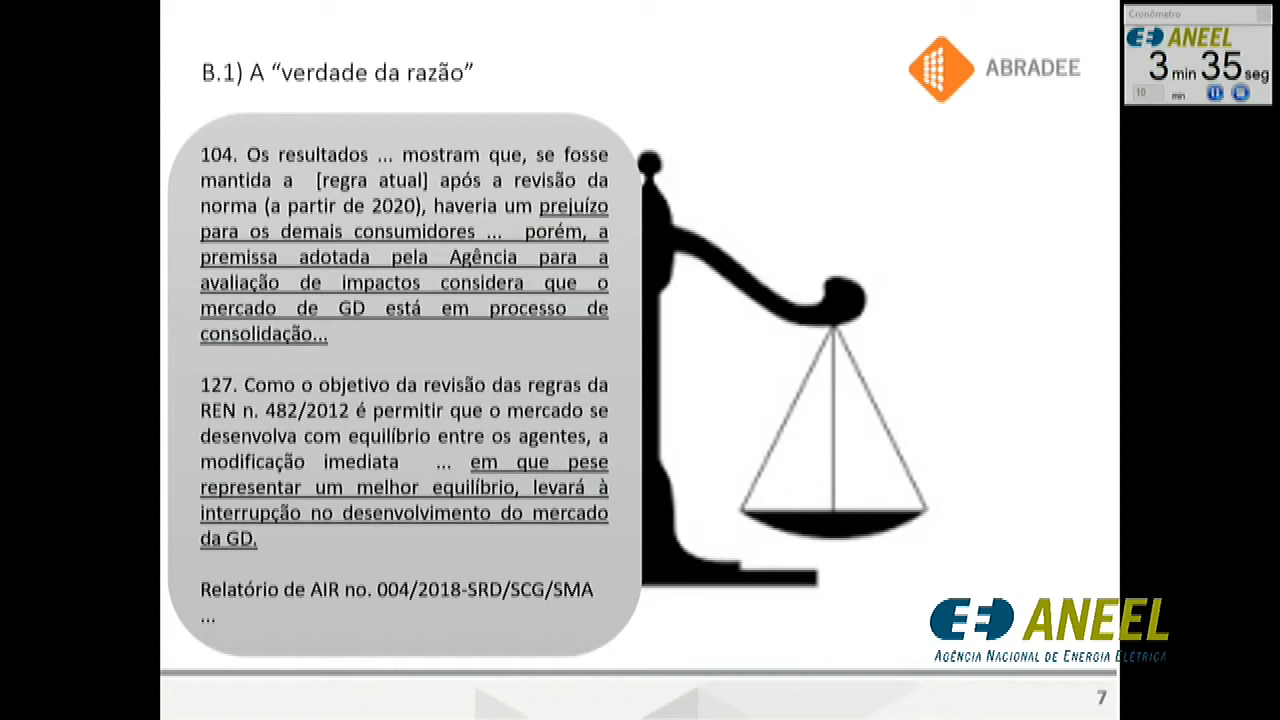 B.1) A “verdade da razão”
ABRADEE
Cronômetro
ANEEL
3 min 35 seg
10 min
104. Os resultados ... mostram que, se fosse
mantida a [regra atual] após a revisão da
norma (a partir de 2020), haveria um prejuízo
para os demais consumidores ... porém, a
premissa adotada pela Agência para a
avaliação de impactos considera que o
mercado de GD está em processo de
consolidação...
127. Como o objetivo da revisão das regras da
REN n. 482/2012 é permitir que o mercado se
desenvolva com equilíbrio entre os agentes, a
modificação imediata ... em que pese
representar um melhor equilíbrio, levará à
interrupção no desenvolvimento do mercado
da GD.
Relatório de AIR no. 004/2018-SRD/SCG/SMA
...
ANEEL
AGÊNCIA NACIONAL DE ENERGIA ELÉTRICA
7